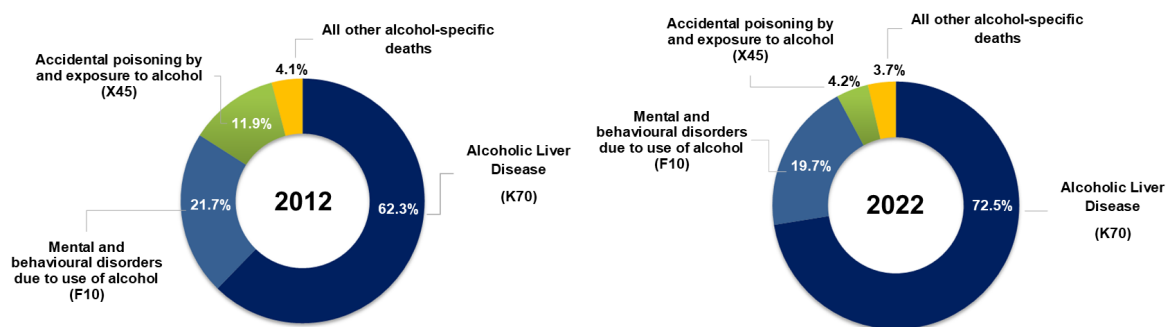 All other alcohol-specific
deaths
Accidental poisoning by
and exposure to alcohol
(X45)
4.1%
11.9%
21.7%
2012
62.3%
Alcoholic Liver
Disease
(K70)
Mental and
behavioural disorders
due to use of alcohol
(F10)
All other alcohol-specific
deaths
Accidental poisoning by
and exposure to alcohol
(X45)
3.7%
4.2%
Mental and
behavioural disorders
due to use of alcohol
(F10)
19.7%
2022
72.5%
Alcoholic Liver
Disease
(K70)